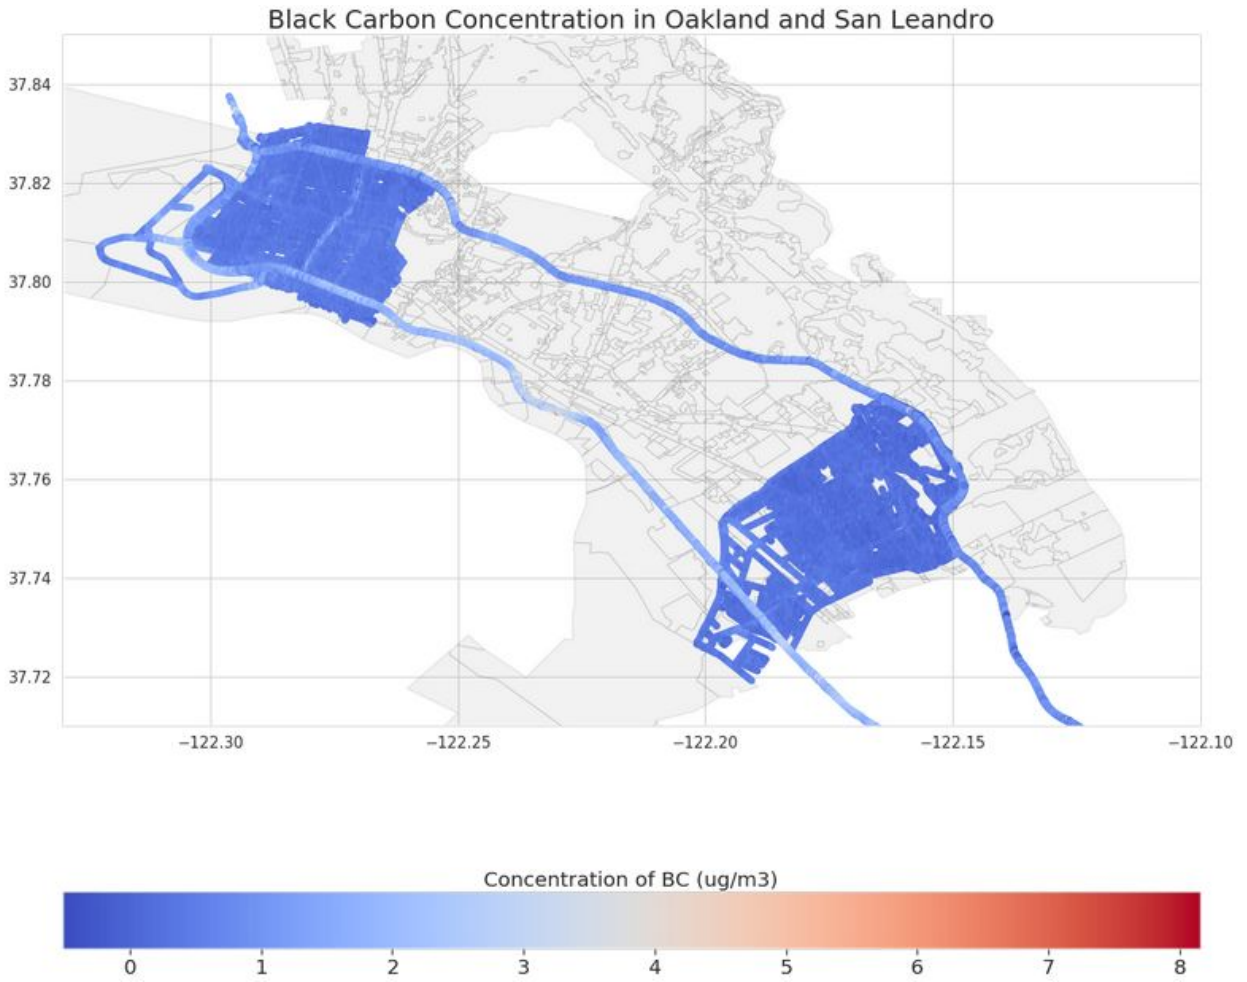 Black Carbon Concentration in Oakland and San Leandro
37.84
37.82
37.80
37.78
37.76
37.74
37.72
−122.30 −122.25 −122.20 −122.15 −122.10
Concentration of BC (ug/m3)
0 1 2 3 4 5 6 7 8